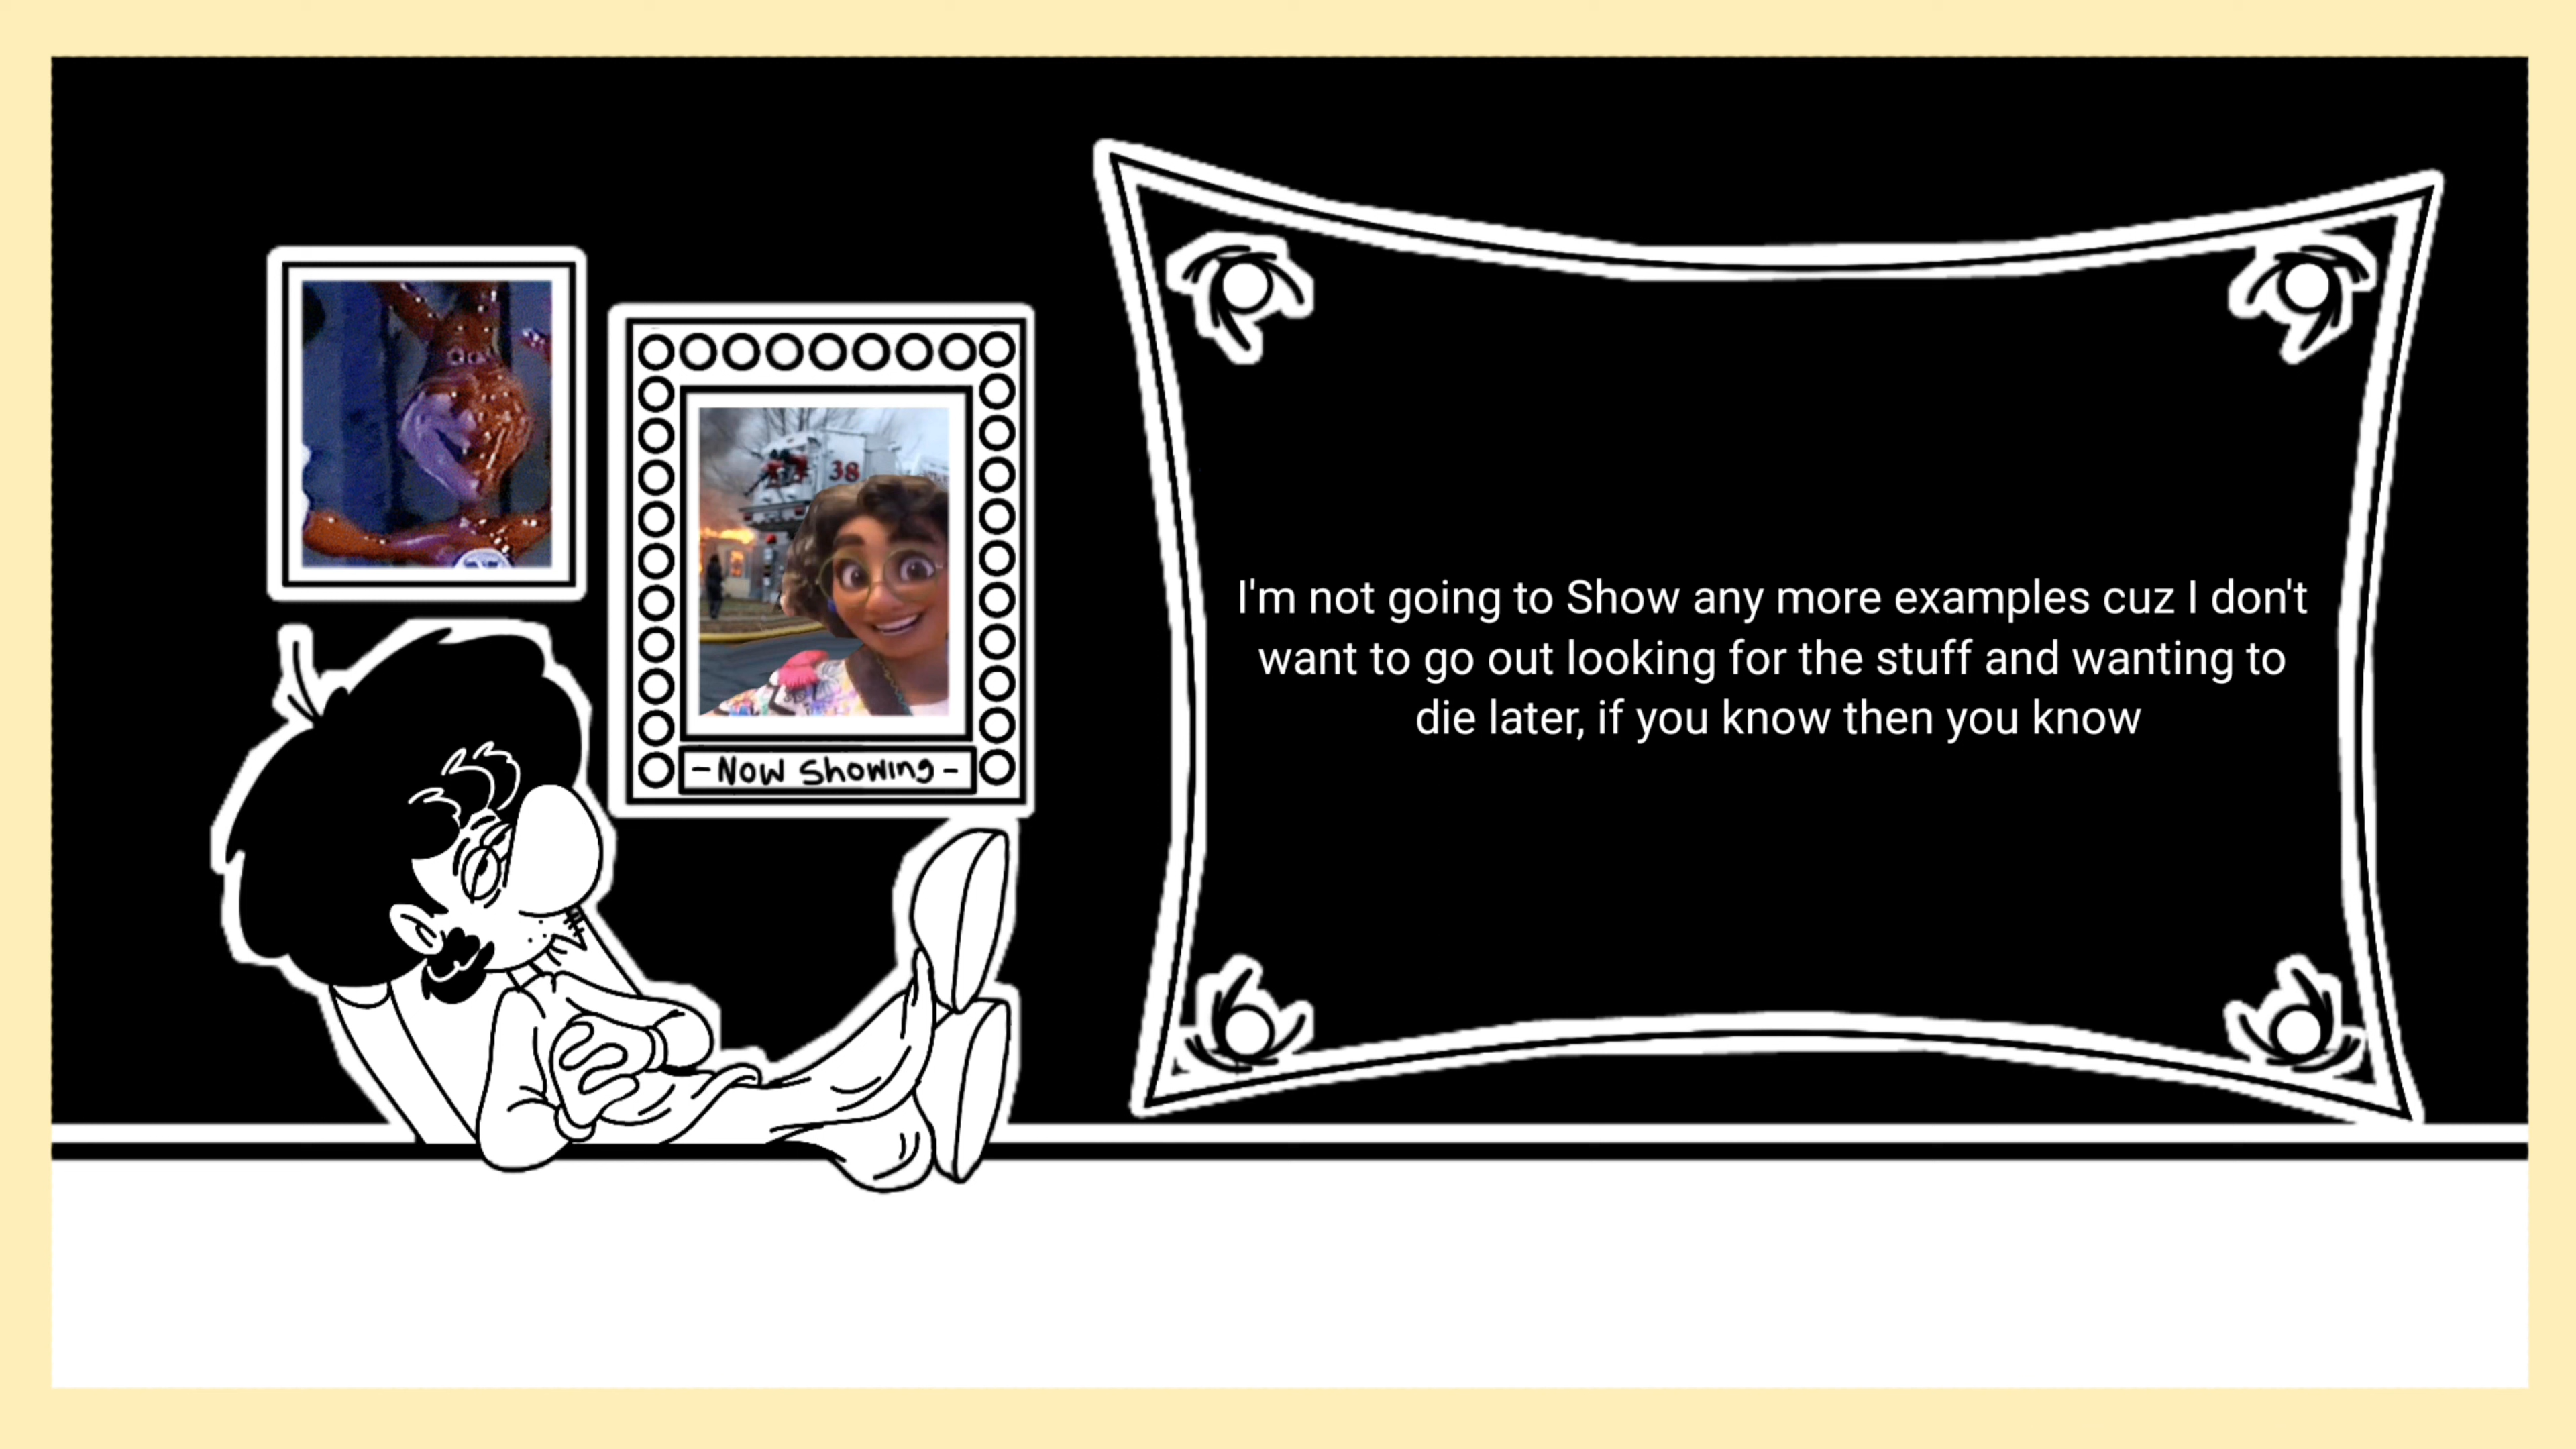 38
-Now Showing-
I'm not going to Show any more examples cuz I don't
want to go out looking for the stuff and wanting to
die later, if you know then you know